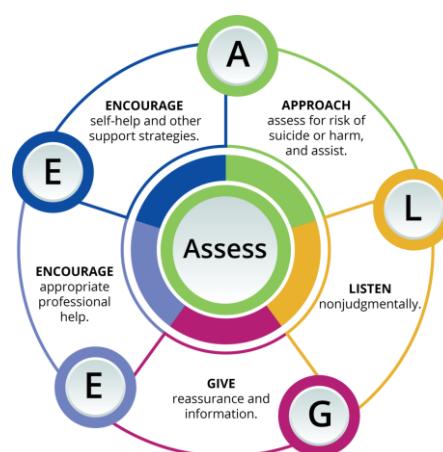 A
APPROACH
assess for risk of
suicide or harm,
and assist.
L
LISTEN
nonjudgmentally.
G
GIVE
reassurance and
information.
E
ENCOURAGE
appropriate
professional
help.
E
ENCOURAGE
self-help and other
support strategies.
Assess